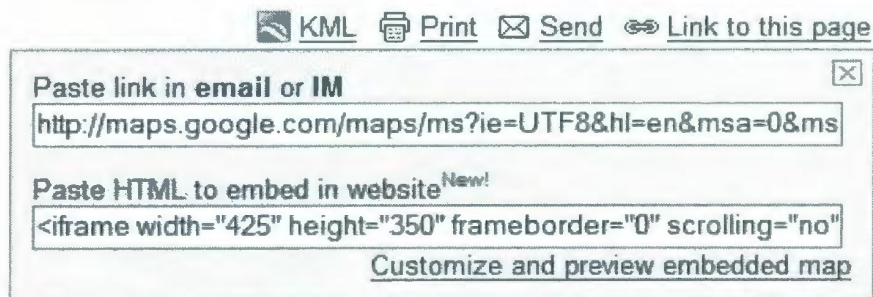 KML Print Send Link to this page
Paste link in email or IM
http://maps.google.com/maps/ms?ie=UTF8&hl=en&msa=0&ms
Paste HTML to embed in website New!
<iframe width="425" height="350" frameborder="0" scrolling="no"
Customize and preview embedded map